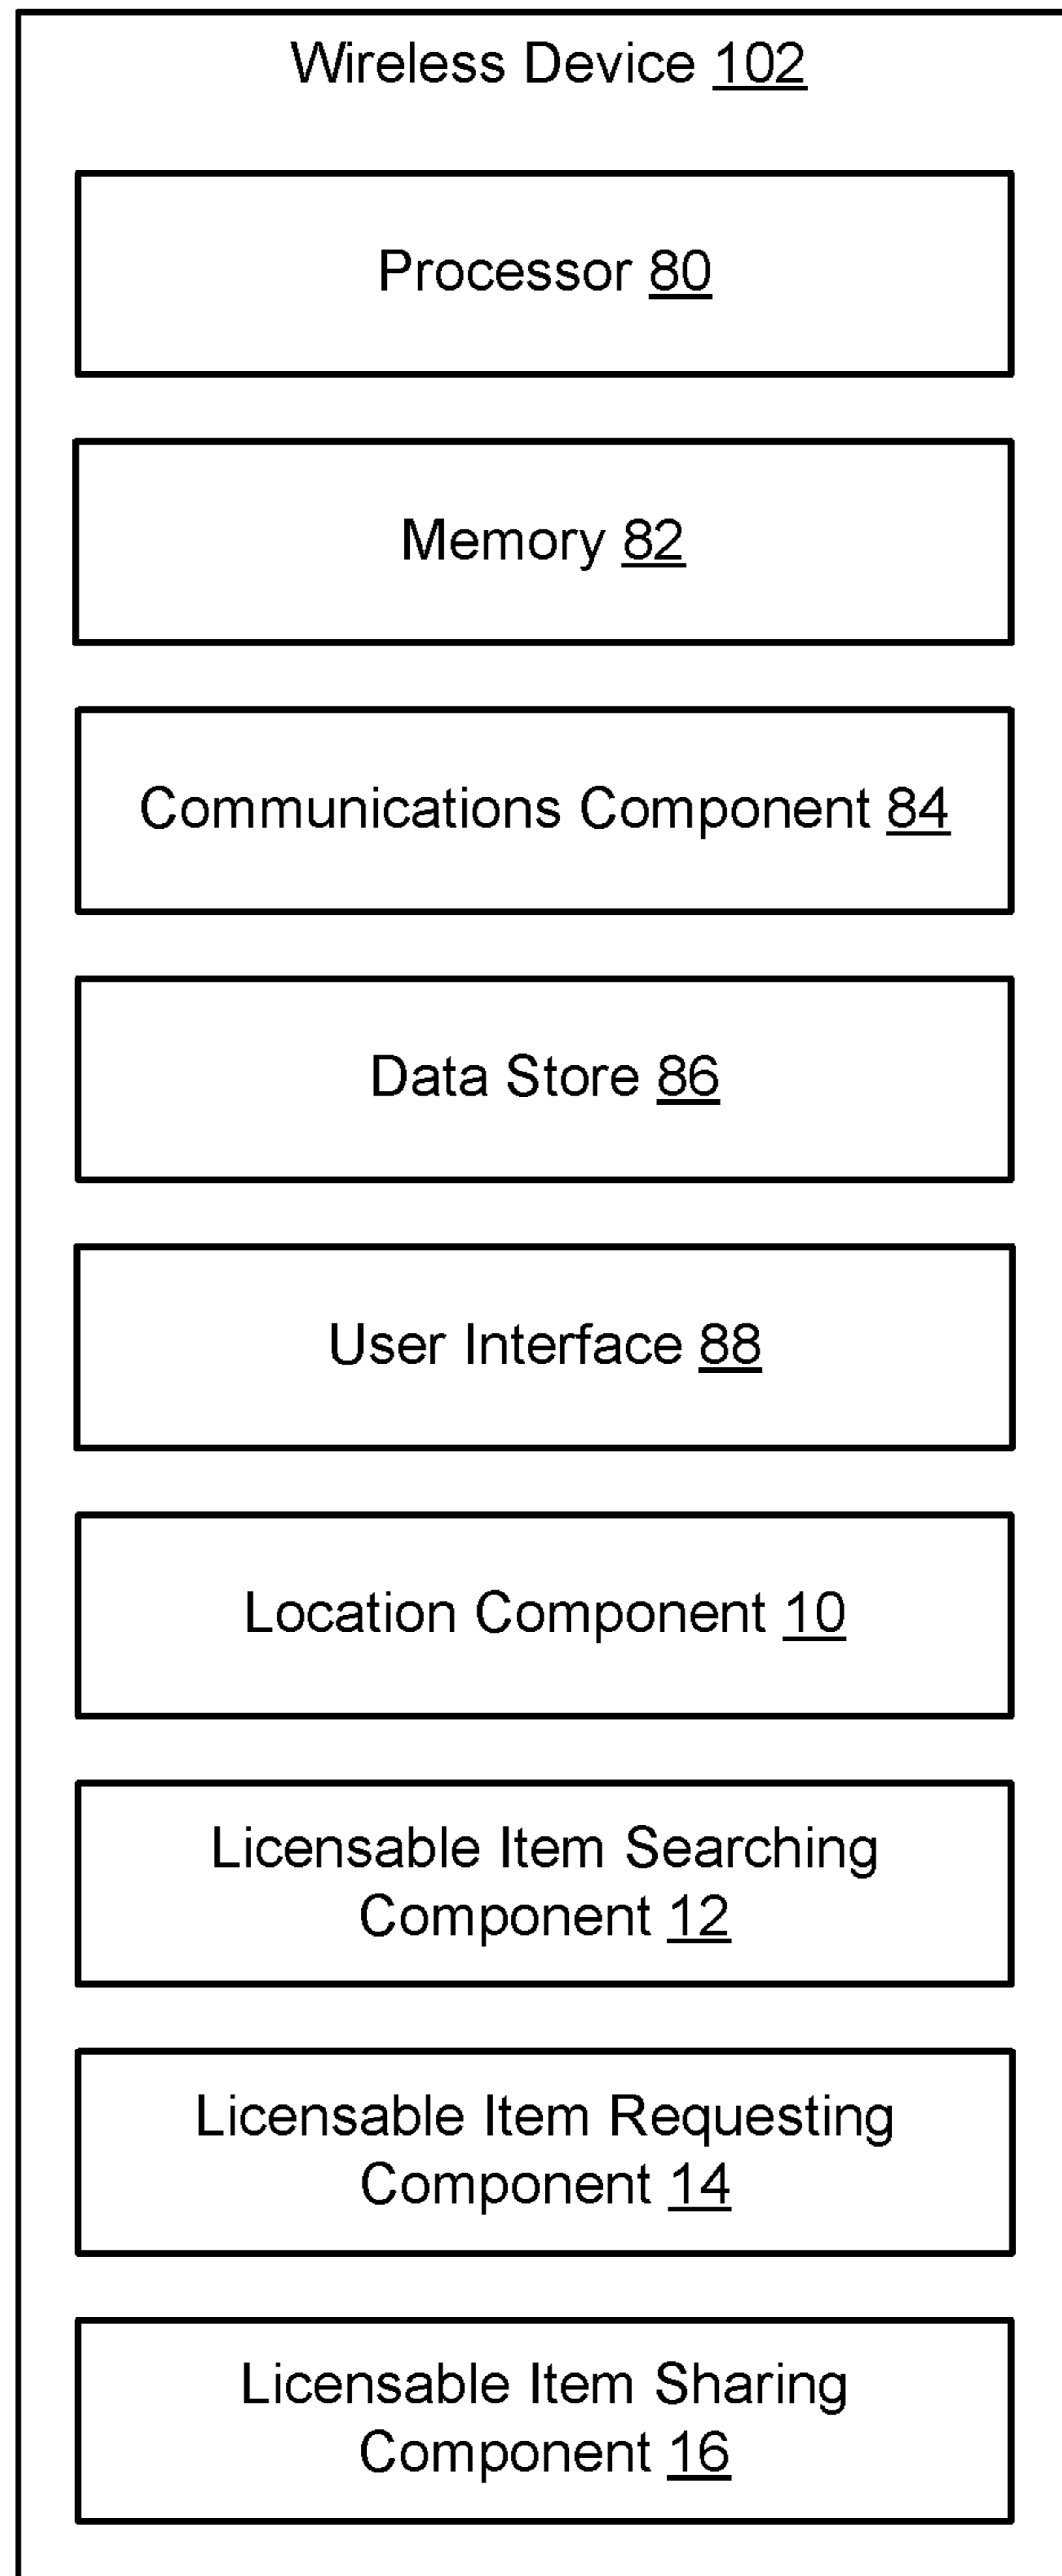 Wireless Device 102
Processor 80
Memory 82
Communications Component 84
Data Store 86
User Interface 88
Location Component 10
Licensable Item Searching
Component 12
Licensable Item Requesting
Component 14
Licensable Item Sharing
Component 16